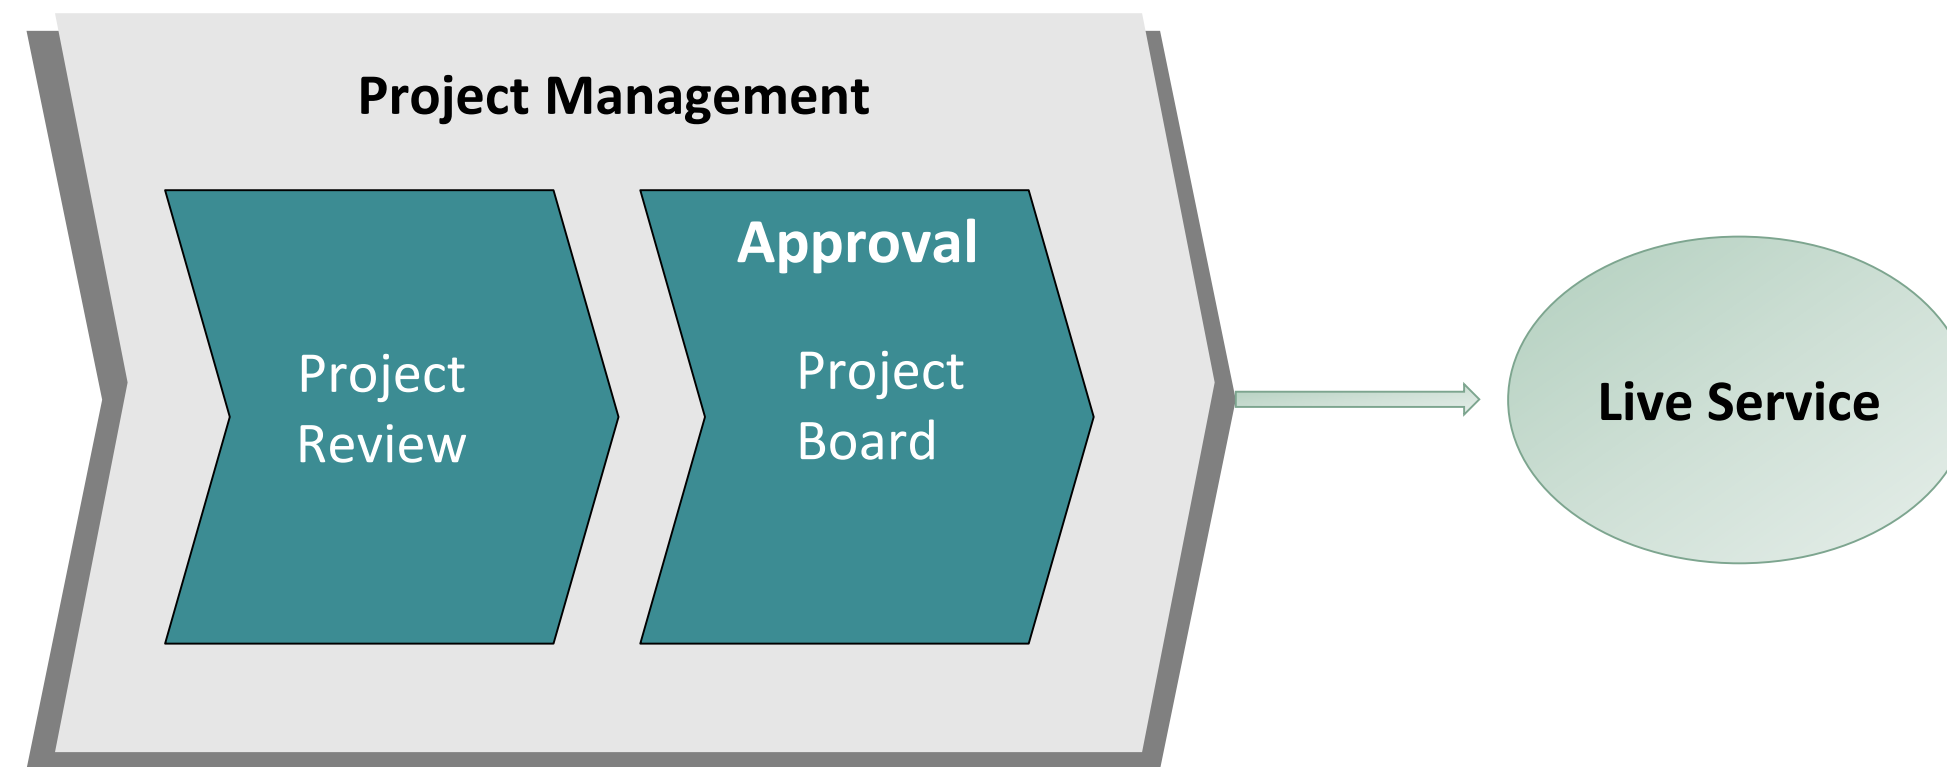 Project Management
Project
Review
Approval
Project
Board
Live Service